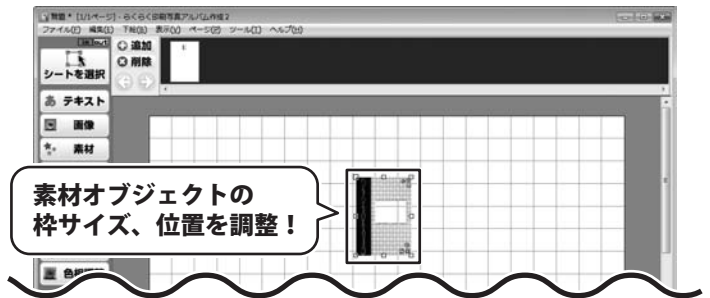 無題 * [1/1ページ] - らくらく印刷写真アルバム作成2
ファイル(F) 編集(E) 下絵(B) 表示(V) ページ(P) ツール(T) ヘルプ(H)
追加
削除
シートを選択
1
あ テキスト
画像
素材
素材オブジェクトの
枠サイズ、位置を調整！